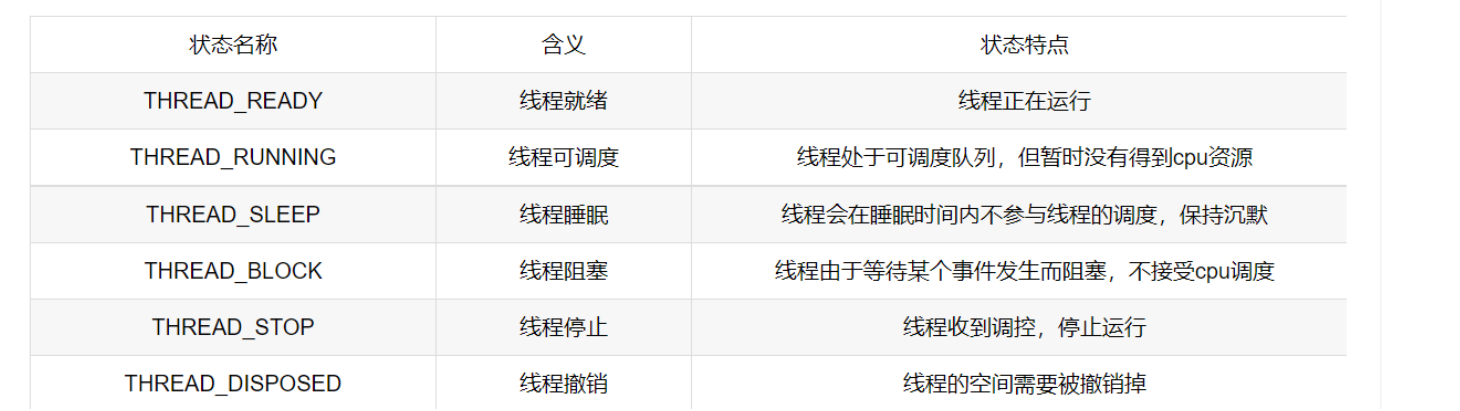 状态名称 含义 状态特点
THREAD_READY 线程就绪 线程正在运行
THREAD_RUNNING 线程可调度 线程处于可调度队列，但暂时没有得到cpu资源
THREAD_SLEEP 线程睡眠 线程会在睡眠时间内不参与线程的调度，保持沉默
THREAD_BLOCK 线程阻塞 线程由于等待某个事件发生而阻塞，不接受cpu调度
THREAD_STOP 线程停止 线程收到调控，停止运行
THREAD_DISPOSED 线程撤销 线程的空间需要被撤销掉